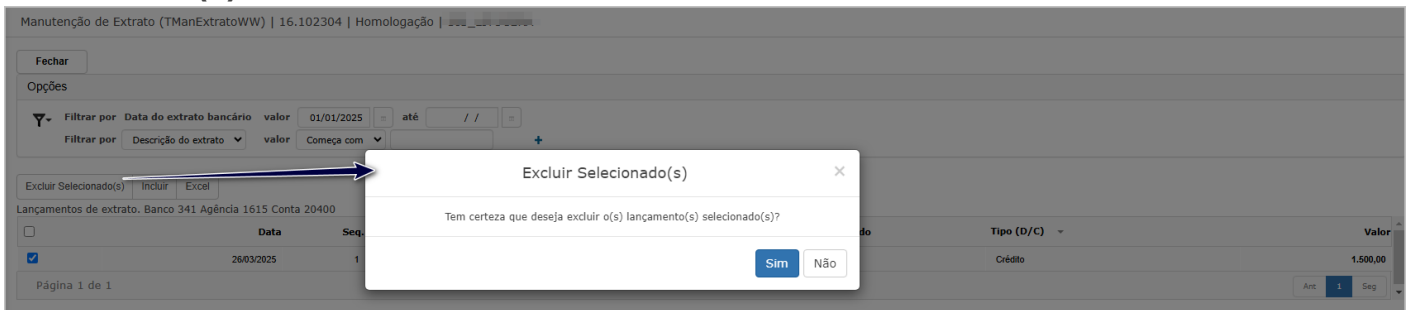 Manutenção de Extrato (TManExtratoWW) | 16.102304 | Homologação |
Fechar
Opções
Filtrar por Data do extrato bancário valor 01/01/2025 até / /
Filtrar por Descrição do extrato valor Começa com +
Excluir Selecionado(s) ×
Excluir Selecionado(s) Incluir Excel
Lançamentos de extrato. Banco 341 Agência 1615 Conta 20400
Tem certeza que deseja excluir o(s) lançamento(s) selecionado(s)?
Data Seq. do Tipo (D/C) Valor
26/03/2025 1 Crédito 1.500,00
Sim Não
Página 1 de 1 Ant 1 Seg